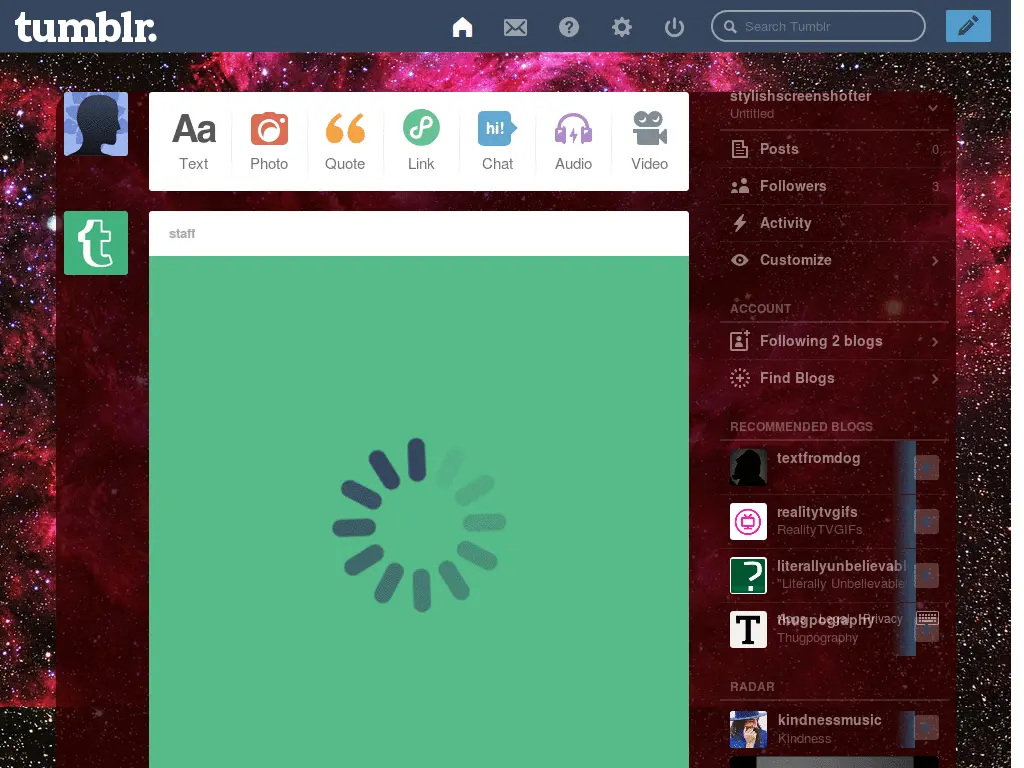 tumblr.
Search Tumblr
Aa
hi!
Text
Photo
Quote
Link
Chat
Audio
Video
t
staff
stylishscreenshotter
Untitled
Posts 0
Followers 3
Activity
Customize
ACCOUNT
Following 2 blogs
Find Blogs
RECOMMENDED BLOGS
textfromdog
realitytvgifs
RealityTVGIFs
literallyunbelievabl
"Literally Unbelievable
thugpography
Apps Legal Privacy
T
Thugpography
RADAR
kindnessmusic
Kindness